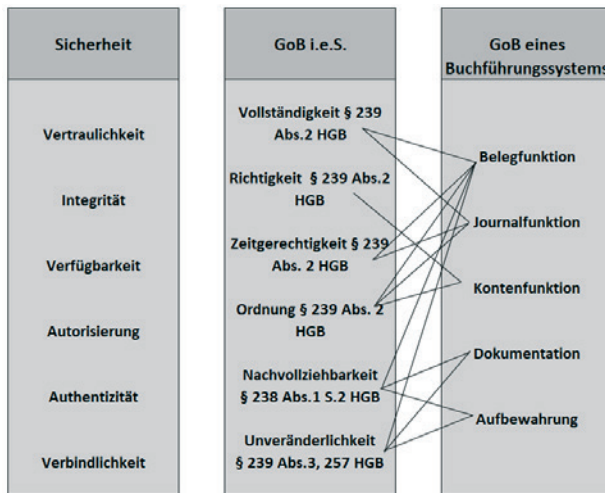 Sicherheit
Vertraulichkeit
Integrität
Verfügbarkeit
Autorisierung
Authentizität
Verbindlichkeit
GoB i.e.S.
Vollständigkeit § 239
Abs.2 HGB
Richtigkeit § 239 Abs.2
HGB
Zeitgerechtigkeit § 239
Abs. 2 HGB
Ordnung § 239 Abs. 2
HGB
Nachvollziehbarkeit
§ 238 Abs.1 S.2 HGB
Unveränderlichkeit
§ 239 Abs.3, 257 HGB
GoB eines
Buchführungssystems
Belegfunktion
Journalfunktion
Kontenfunktion
Dokumentation
Aufbewahrung